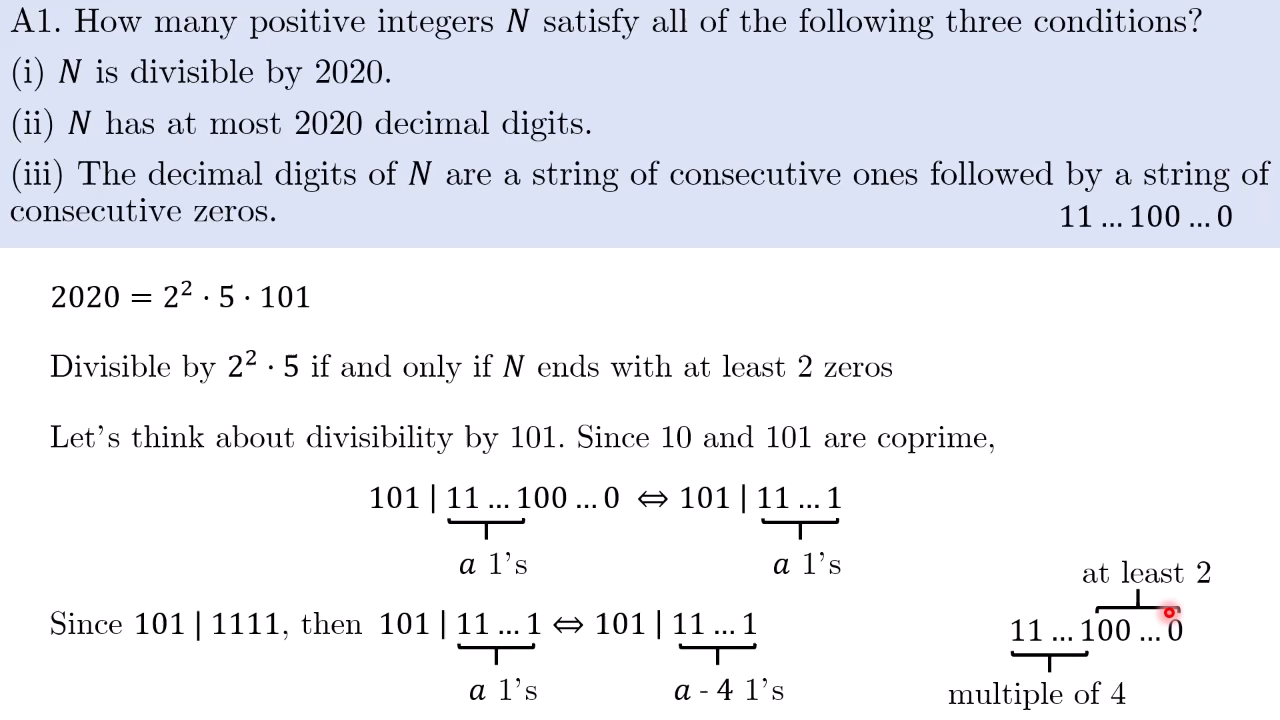 A1. How many positive integers N satisfy all of the following three conditions?
(i) N is divisible by 2020.
(ii) N has at most 2020 decimal digits.
(iii) The decimal digits of N are a string of consecutive ones followed by a string of
consecutive zeros.
11 ... 100 ... 0
2020 = 2² · 5 · 101
Divisible by 2² · 5 if and only if N ends with at least 2 zeros
Let's think about divisibility by 101. Since 10 and 101 are coprime,
101 | 11 ... 100 ... 0 ⇔ 101 | 11 ... 1
a 1's a 1's
at least 2
Since 101 | 1111, then 101 | 11 ... 1 ⇔ 101 | 11 ... 1
11 ... 100 ... 0
a 1's a - 4 1's
multiple of 4